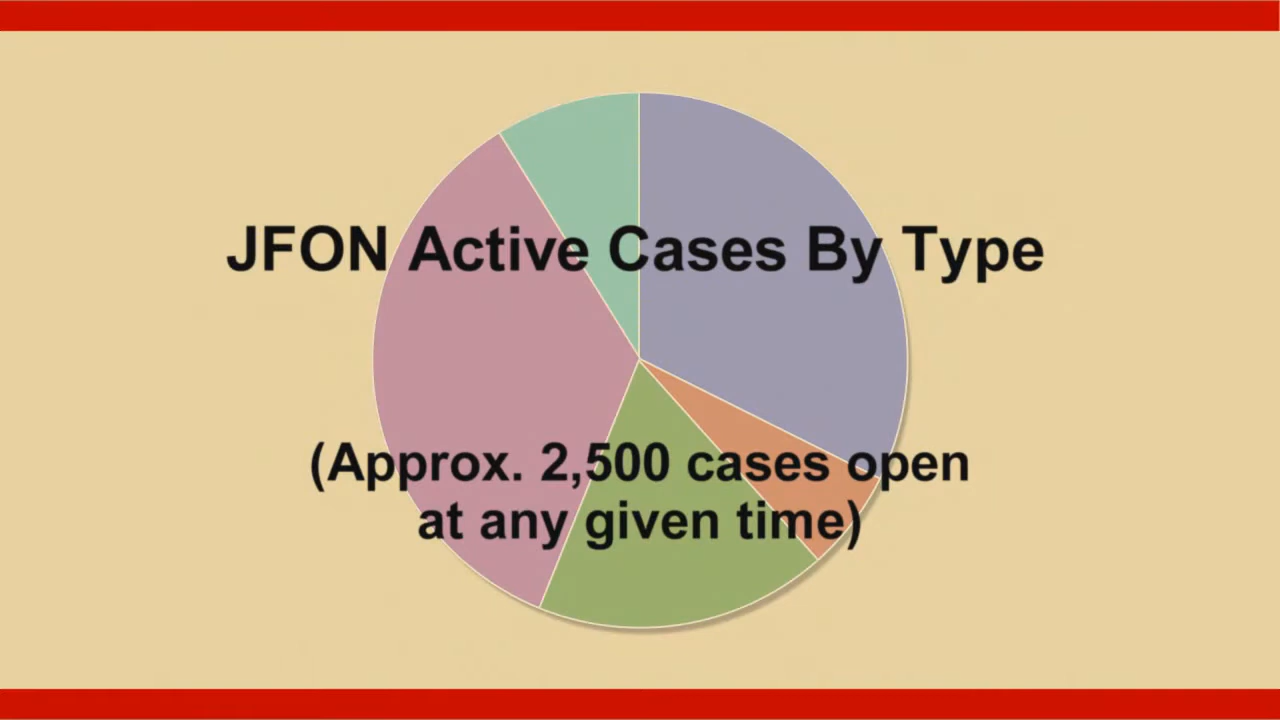 JFON Active Cases By Type
(Approx. 2,500 cases open
at any given time)